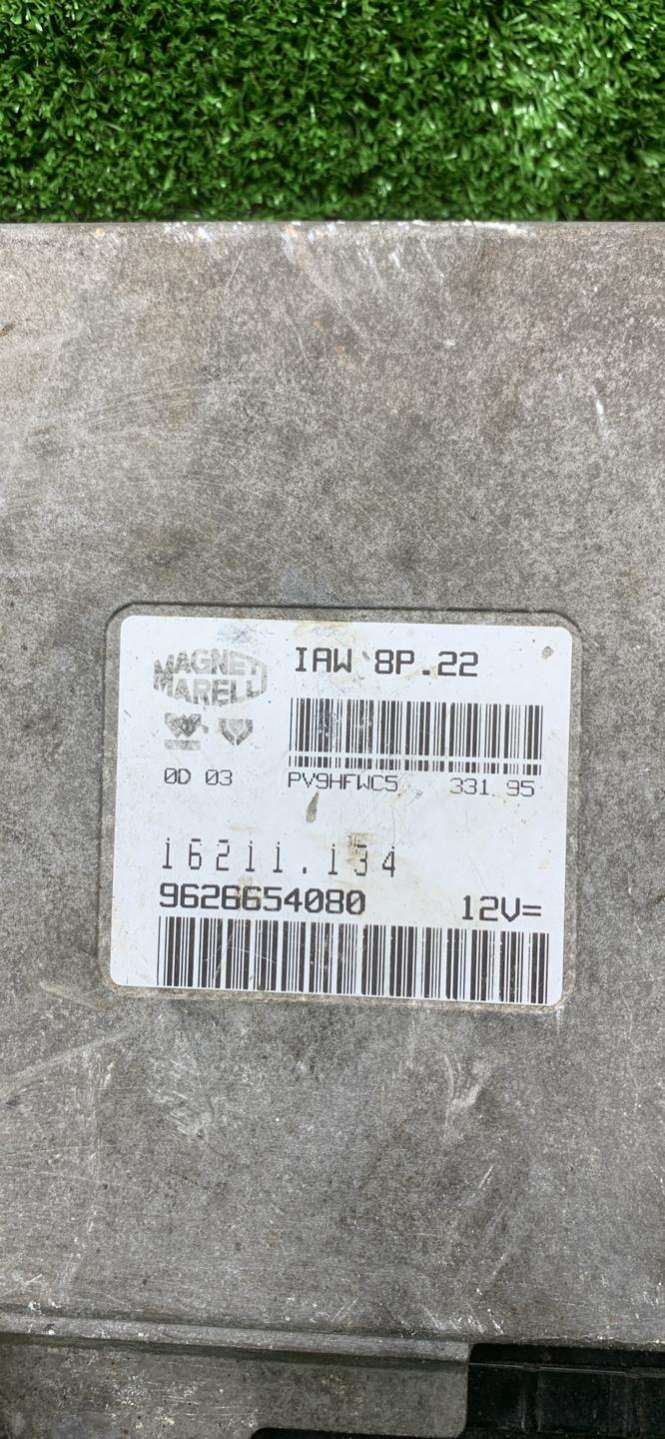 MAGNETI
MARELLI
IAW 8P.22
0D 03
PV9HFWC5 331 95
16211.134
9626654080 12V=